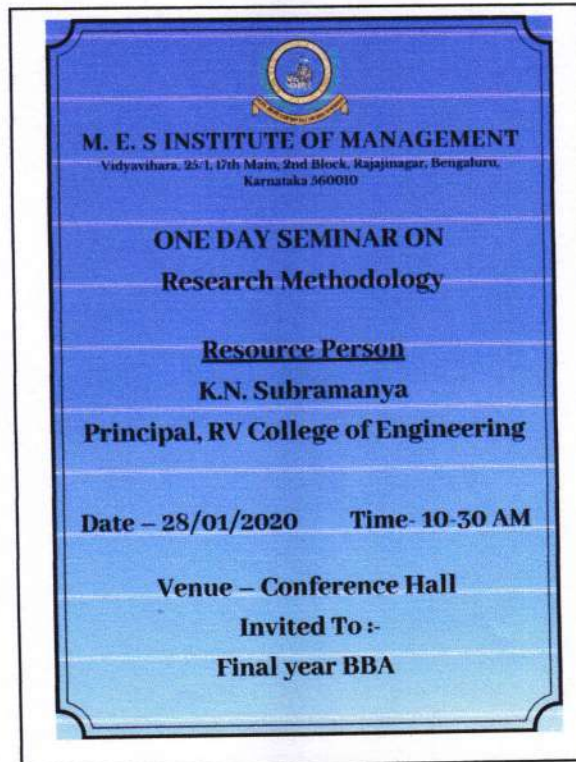 M. E. S INSTITUTE OF MANAGEMENT
Vidyavihara, 25/1, 17th Main, 2nd Block, Rajajinagar, Bengaluru,
Karnataka 560010
ONE DAY SEMINAR ON
Research Methodology
Resource Person
K.N. Subramanya
Principal, RV College of Engineering
Date – 28/01/2020 Time- 10-30 AM
Venue – Conference Hall
Invited To :-
Final year BBA